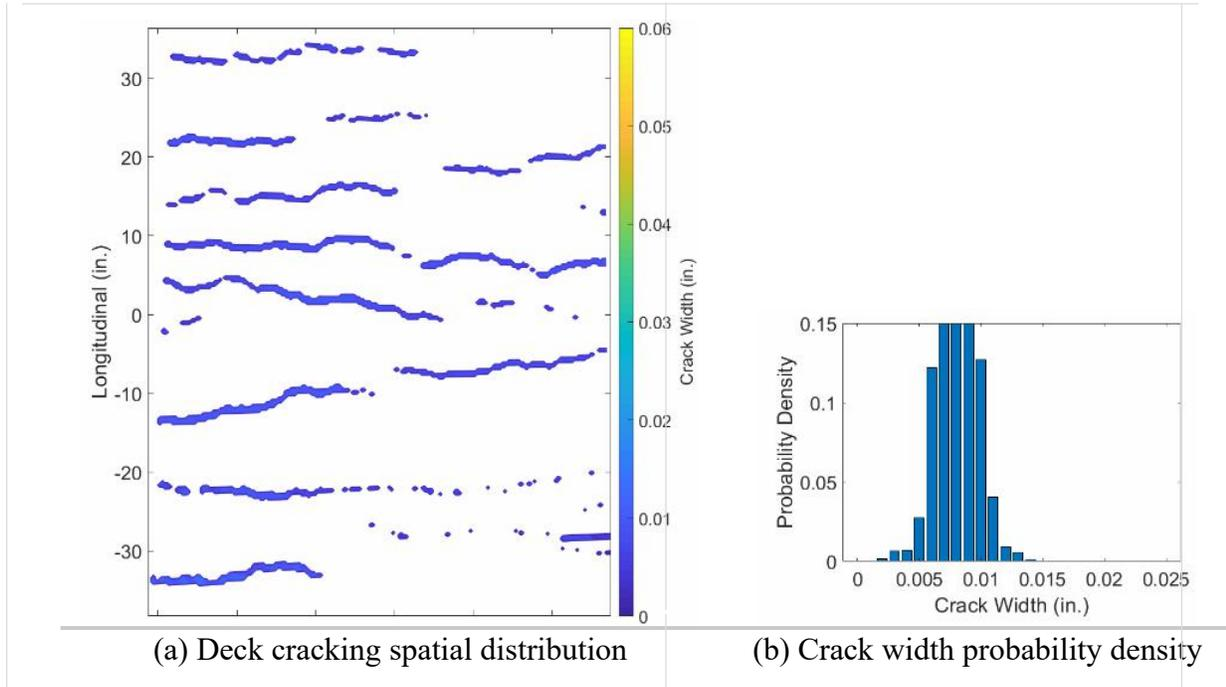 30
20
10
0
-10
-20
-30
Longitudinal (in.)
0.06
0.05
0.04
0.03
0.02
0.01
0
Crack Width (in.)
0.15
0.1
0.05
0
Probability Density
0 0.005 0.01 0.015 0.02 0.025
Crack Width (in.)
(a) Deck cracking spatial distribution
(b) Crack width probability density